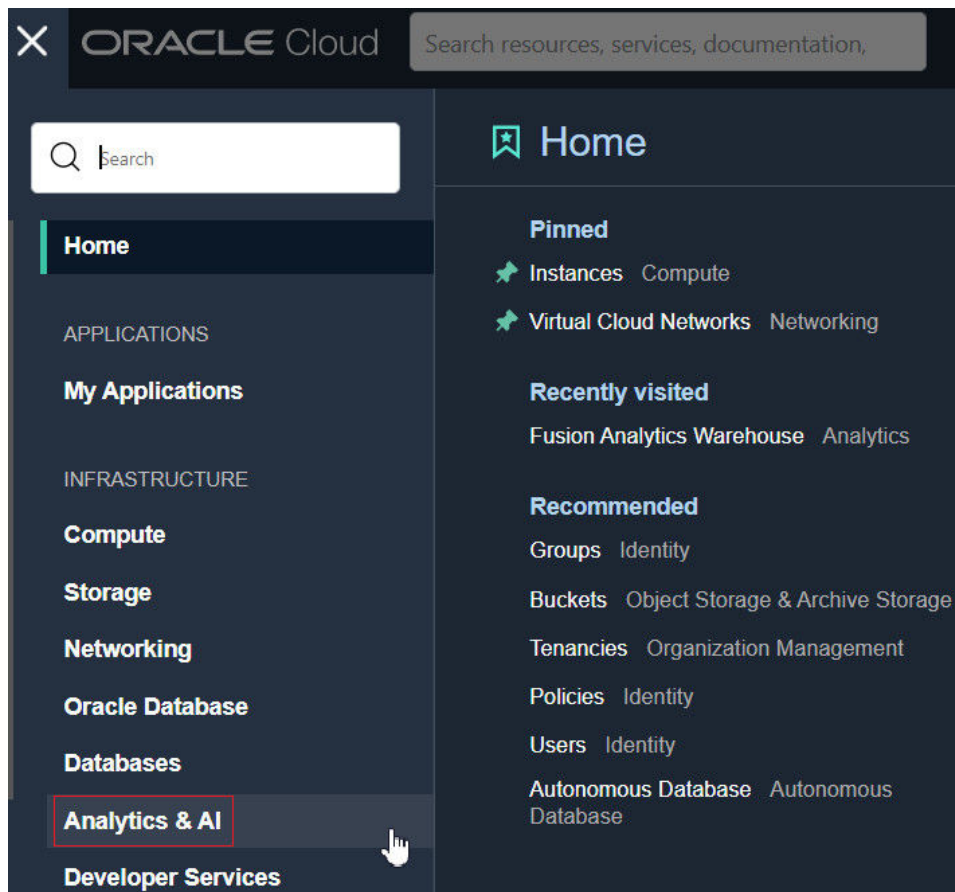 ORACLE Cloud
Search resources, services, documentation,
Search
Home
APPLICATIONS
My Applications
INFRASTRUCTURE
Compute
Storage
Networking
Oracle Database
Databases
Analytics & AI
Developer Services
Home
Pinned
Instances Compute
Virtual Cloud Networks Networking
Recently visited
Fusion Analytics Warehouse Analytics
Recommended
Groups Identity
Buckets Object Storage & Archive Storage
Tenancies Organization Management
Policies Identity
Users Identity
Autonomous Database Autonomous
Database